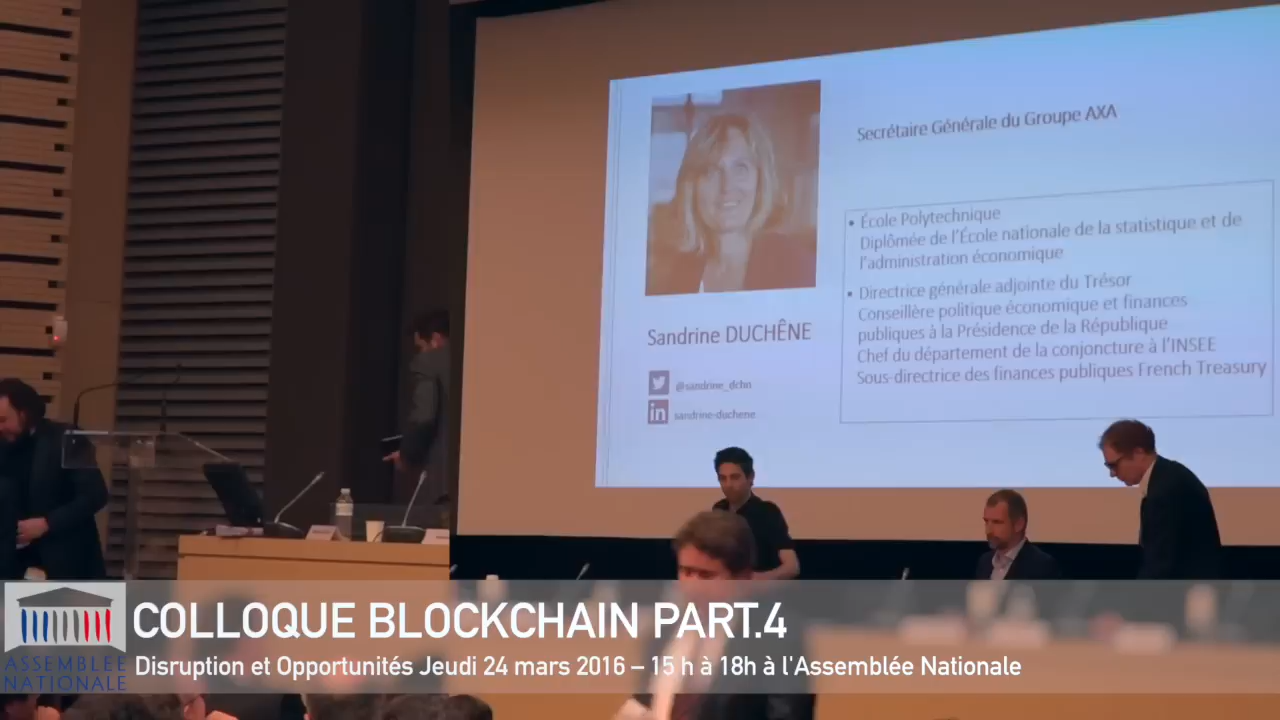 Secrétaire Générale du Groupe AXA
• École Polytechnique
Diplômée de l'École nationale de la statistique et de
l'administration économique
• Directrice générale adjointe du Trésor
Conseillère politique économique et finances
publiques à la Présidence de la République
Chef du département de la conjoncture à l'INSEE
Sous-directrice des finances publiques French Treasury
Sandrine DUCHÊNE
@sandrine_dchn
in sandrine-duchene
COLLOQUE BLOCKCHAIN PART.4
Disruption et Opportunités Jeudi 24 mars 2016 – 15 h à 18h à l'Assemblée Nationale
ASSEMBLÉE
NATIONALE